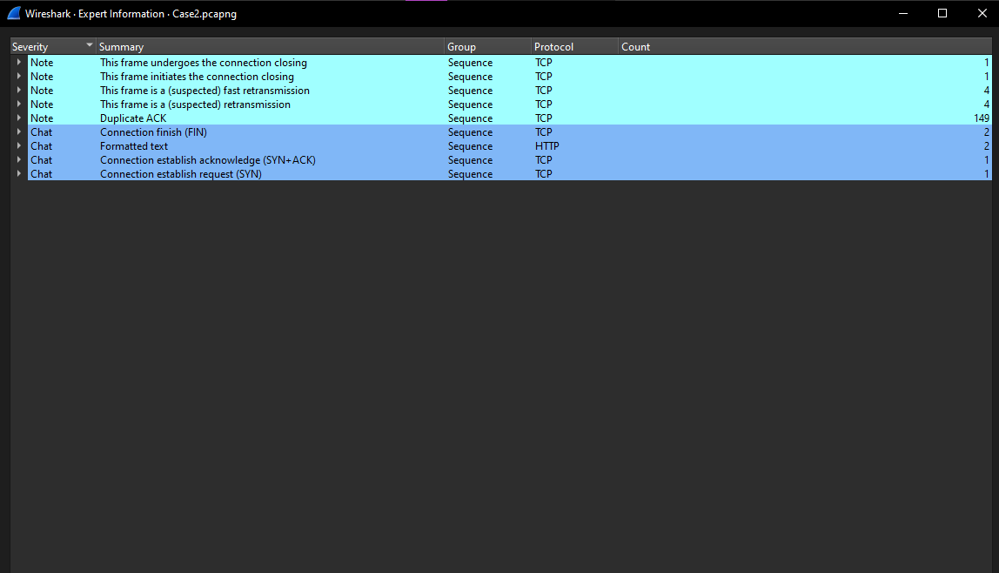 Wireshark · Expert Information · Case2.pcapng
Severity Summary Group Protocol Count
Note This frame undergoes the connection closing Sequence TCP 1
Note This frame initiates the connection closing Sequence TCP 1
Note This frame is a (suspected) fast retransmission Sequence TCP 4
Note This frame is a (suspected) retransmission Sequence TCP 4
Note Duplicate ACK Sequence TCP 149
Chat Connection finish (FIN) Sequence TCP 2
Chat Formatted text Sequence HTTP 2
Chat Connection establish acknowledge (SYN+ACK) Sequence TCP 1
Chat Connection establish request (SYN) Sequence TCP 1